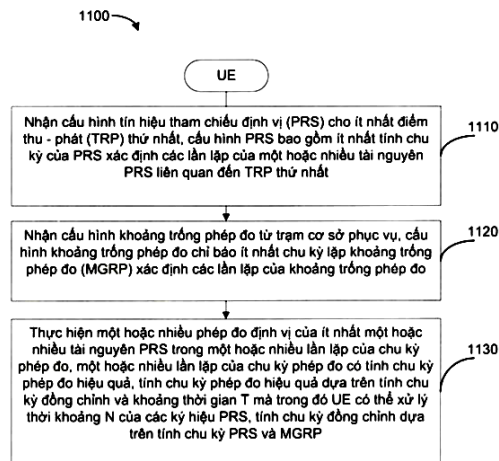 1100
UE
Nhận cấu hình tín hiệu tham chiếu định vị (PRS) cho ít nhất điểm
thu - phát (TRP) thứ nhất, cấu hình PRS bao gồm ít nhất tính chu
kỳ của PRS xác định các lần lặp của một hoặc nhiều tài nguyên
PRS liên quan đến TRP thứ nhất
1110
Nhận cấu hình khoảng trống phép đo từ trạm cơ sở phục vụ, cấu
hình khoảng trống phép đo chỉ báo ít nhất chu kỳ lặp khoảng trống
phép đo (MGRP) xác định các lần lặp của khoảng trống phép đo
1120
Thực hiện một hoặc nhiều phép đo định vị của ít nhất một hoặc
nhiều tài nguyên PRS trong một hoặc nhiều lần lặp của chu kỳ
phép đo, một hoặc nhiều lần lặp của chu kỳ phép đo có tính chu kỳ
phép đo hiệu quả, tính chu kỳ phép đo hiệu quả dựa trên tính chu
kỳ đồng chỉnh và khoảng thời gian T mà trong đó UE có thể xử lý
thời khoảng N của các ký hiệu PRS, tính chu kỳ đồng chỉnh dựa
trên tính chu kỳ PRS và MGRP
1130